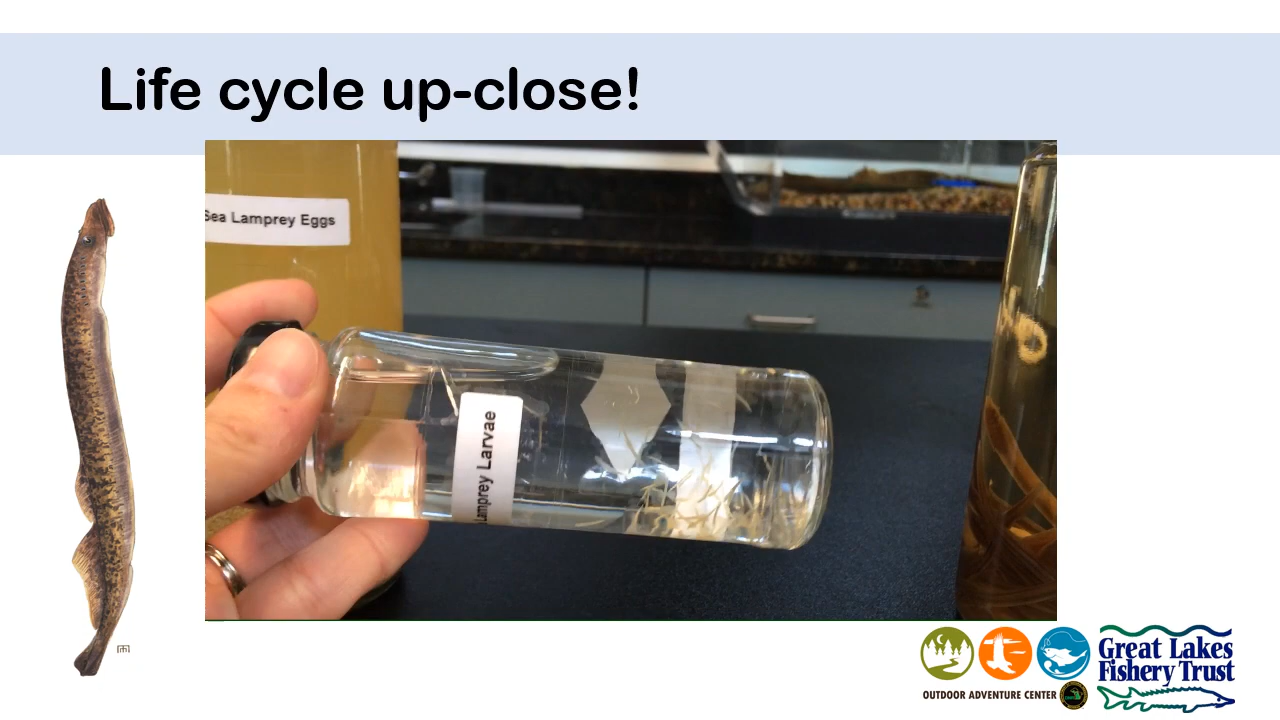 Life cycle up-close!
Sea Lamprey Eggs
Lamprey Larvae
OUTDOOR ADVENTURE CENTER
Great Lakes
Fishery Trust